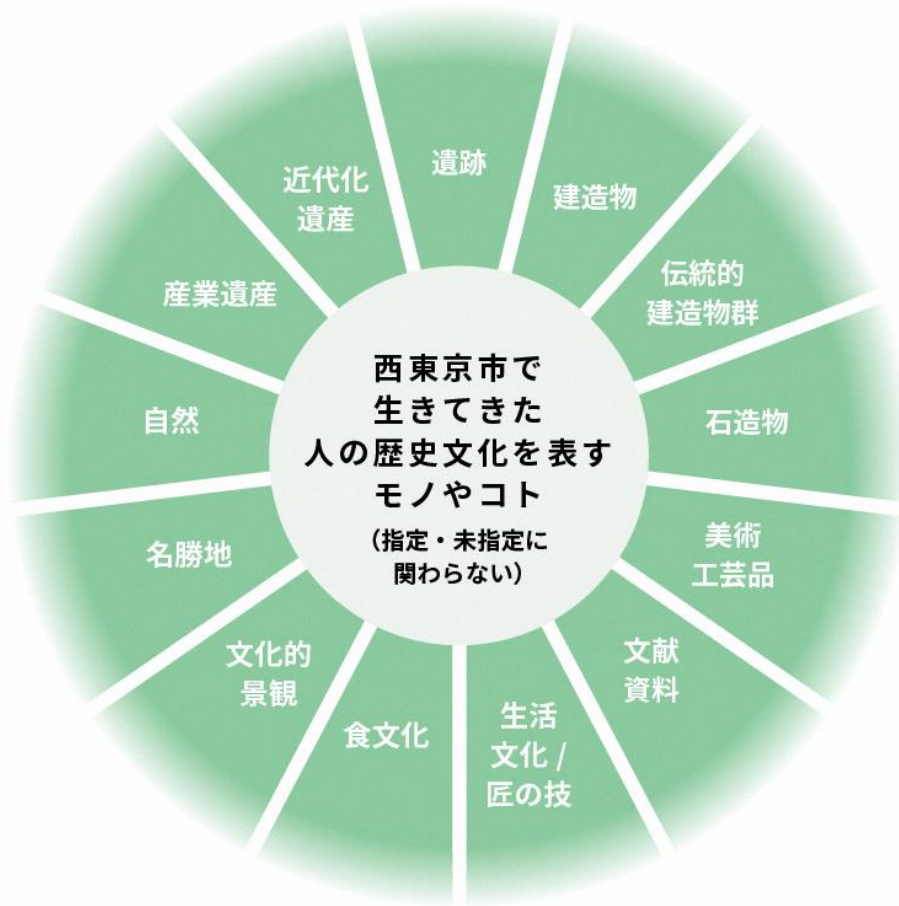 西東京市で
生きてきた
人の歴史文化を表す
モノやコト
（指定・未指定に
関わらない）
遺跡
建造物
伝統的
建造物群
石造物
美術
工芸品
文献
資料
生活
文化 /
匠の技
食文化
文化的
景観
名勝地
自然
産業遺産
近代化
遺産